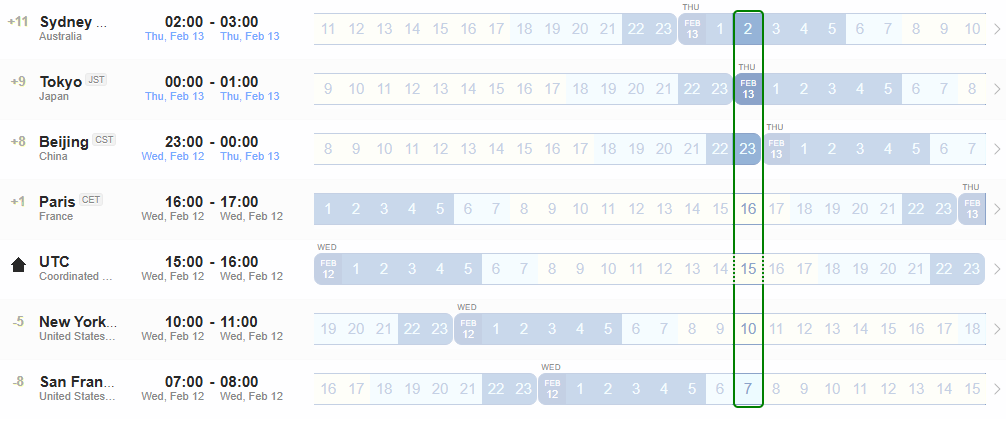 THU
+11 Sydney ... 02:00 - 03:00 11 12 13 14 15 16 17 18 19 20 21 22 23 FEB 13 1 2 3 4 5 6 7 8 9 10
Australia Thu, Feb 13 Thu, Feb 13
THU
+9 Tokyo JST 00:00 - 01:00 9 10 11 12 13 14 15 16 17 18 19 20 21 22 23 FEB 13 1 2 3 4 5 6 7 8
Japan Thu, Feb 13 Thu, Feb 13
THU
+8 Beijing CST 23:00 - 00:00 8 9 10 11 12 13 14 15 16 17 18 19 20 21 22 23 FEB 13 1 2 3 4 5 6 7
China Wed, Feb 12 Thu, Feb 13
THU
+1 Paris CET 16:00 - 17:00 1 2 3 4 5 6 7 8 9 10 11 12 13 14 15 16 17 18 19 20 21 22 23 FEB 13
France Wed, Feb 12 Wed, Feb 12
WED
UTC 15:00 - 16:00 FEB 12 1 2 3 4 5 6 7 8 9 10 11 12 13 14 15 16 17 18 19 20 21 22 23
Coordinated ... Wed, Feb 12 Wed, Feb 12
WED
-5 New York... 10:00 - 11:00 19 20 21 22 23 FEB 12 1 2 3 4 5 6 7 8 9 10 11 12 13 14 15 16 17 18
United States... Wed, Feb 12 Wed, Feb 12
WED
-8 San Fran... 07:00 - 08:00 16 17 18 19 20 21 22 23 FEB 12 1 2 3 4 5 6 7 8 9 10 11 12 13 14 15
United States... Wed, Feb 12 Wed, Feb 12